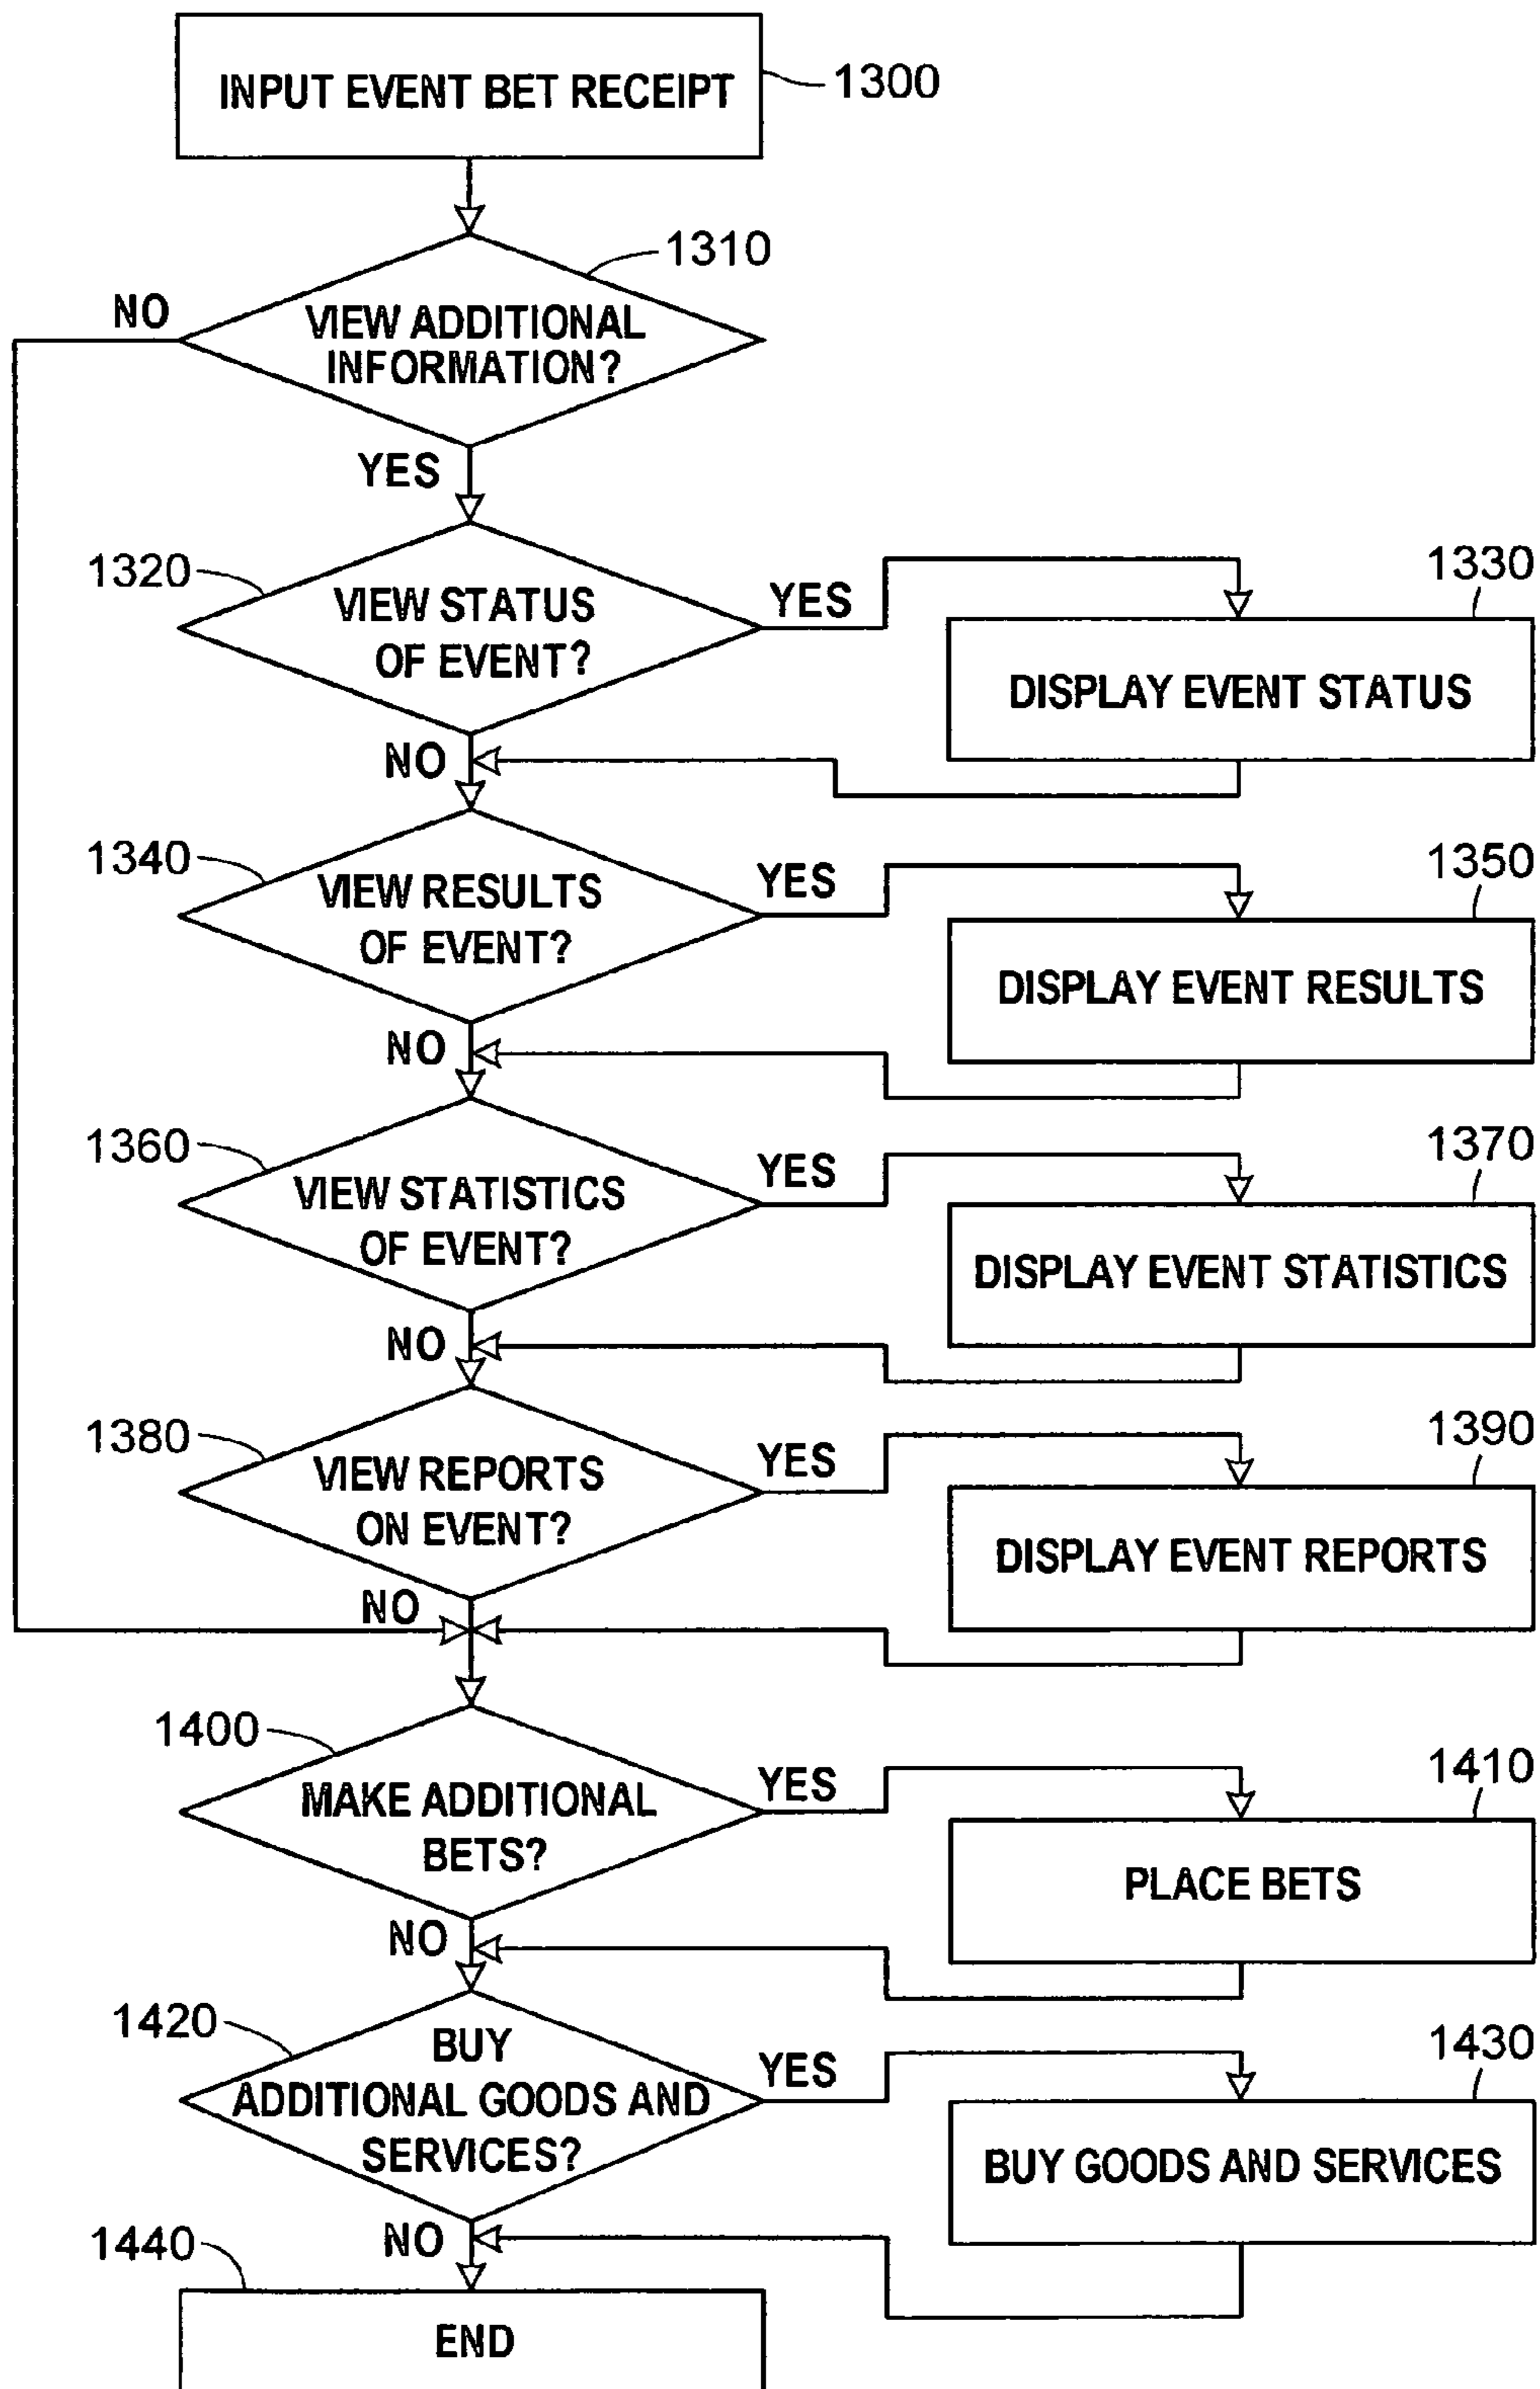 INPUT EVENT BET RECEIPT
1300
1310
NO
VIEW ADDITIONAL
INFORMATION?
YES
1320
VIEW STATUS
OF EVENT?
YES
1330
DISPLAY EVENT STATUS
NO
1340
VIEW RESULTS
OF EVENT?
YES
1350
DISPLAY EVENT RESULTS
NO
1360
VIEW STATISTICS
OF EVENT?
YES
1370
DISPLAY EVENT STATISTICS
NO
1380
VIEW REPORTS
ON EVENT?
YES
1390
DISPLAY EVENT REPORTS
NO
1400
MAKE ADDITIONAL
BETS?
YES
1410
PLACE BETS
NO
1420
BUY
ADDITIONAL GOODS AND
SERVICES?
YES
1430
BUY GOODS AND SERVICES
NO
1440
END